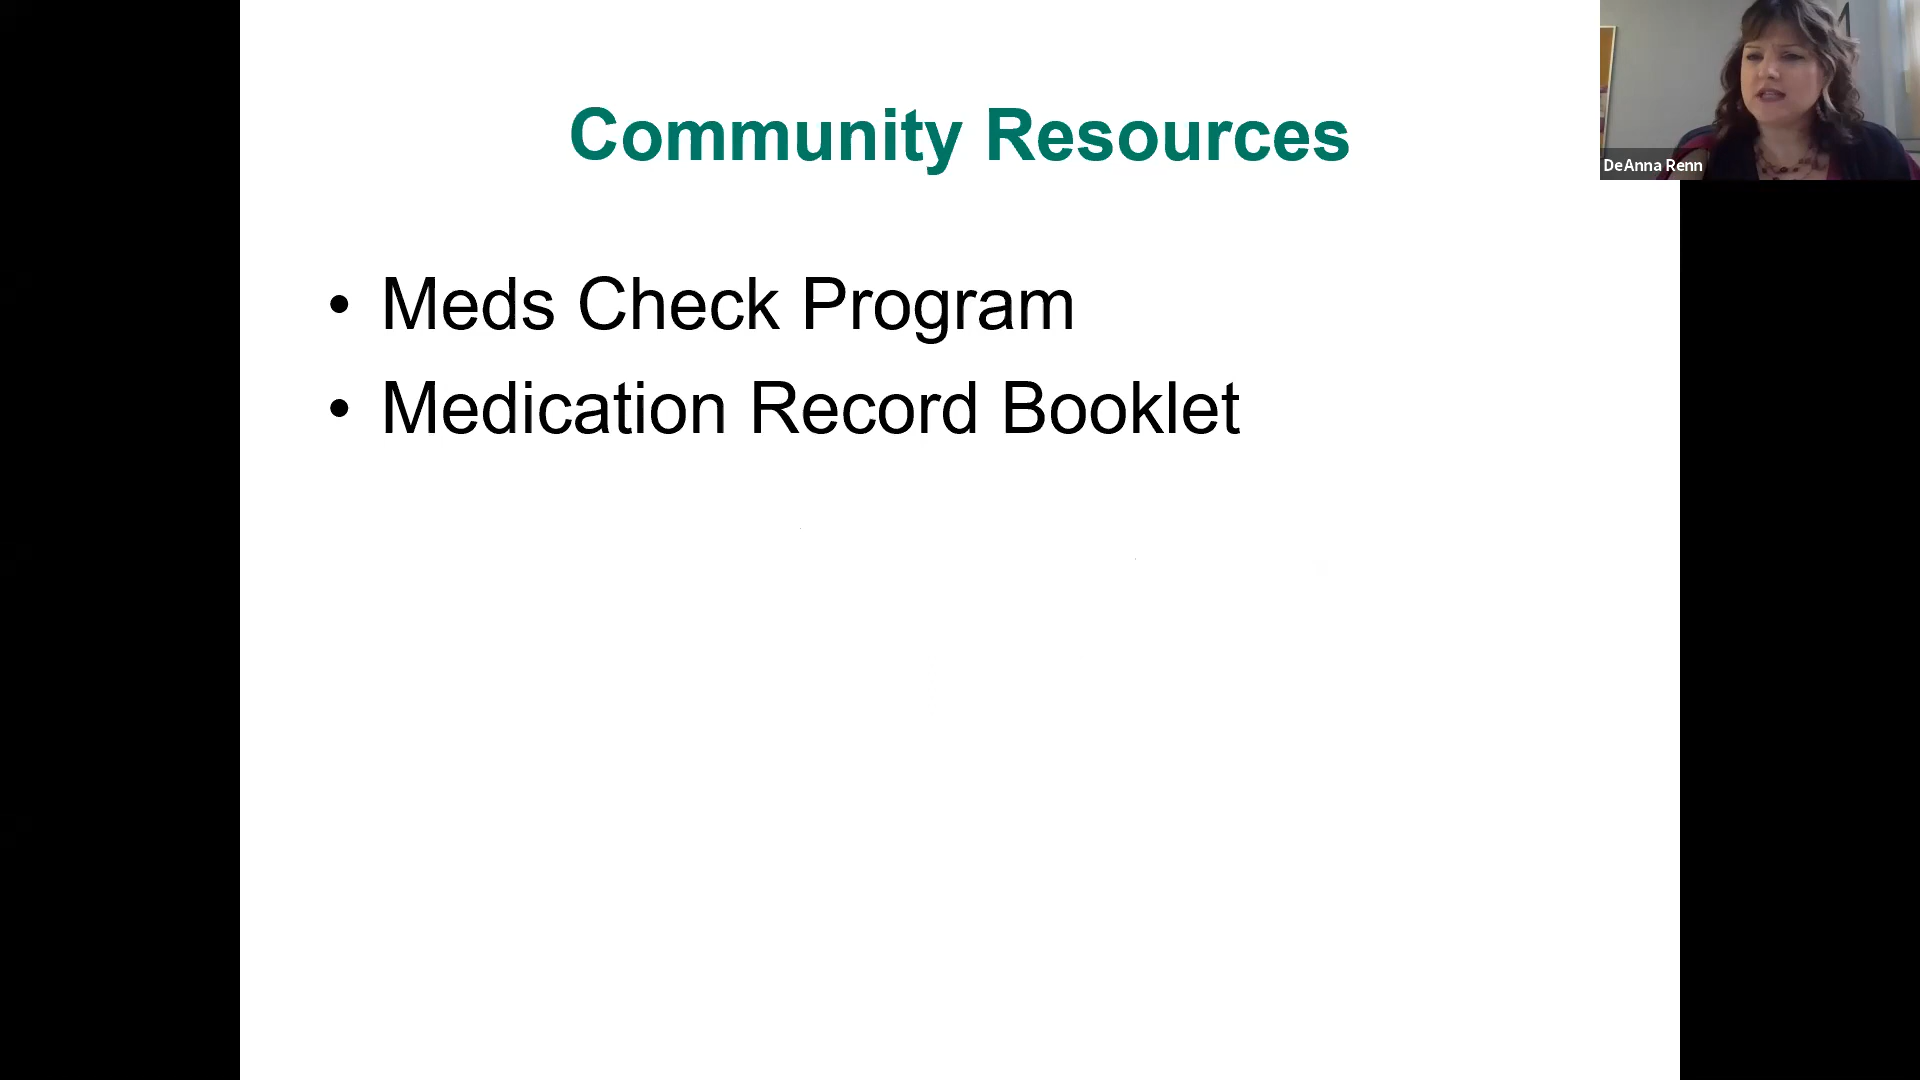 Community Resources
DeAnna Renn
• Meds Check Program
• Medication Record Booklet